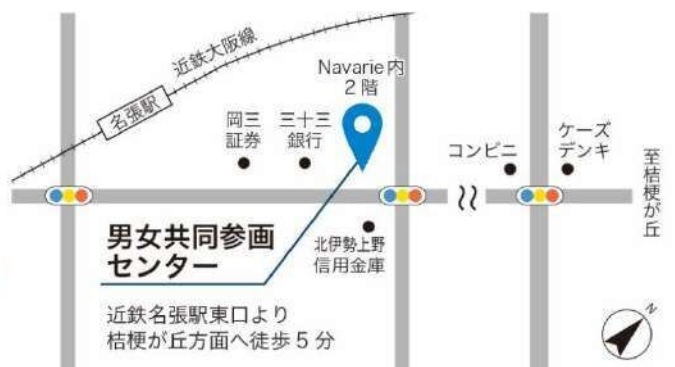 近鉄大阪線
名張駅
Navarie内
2階
岡三
証券
三十三
銀行
コンビニ
ケーズ
デンキ
至桔梗が丘
男女共同参画
センター
北伊勢上野
信用金庫
近鉄名張駅東口より
桔梗が丘方面へ徒歩5分
N